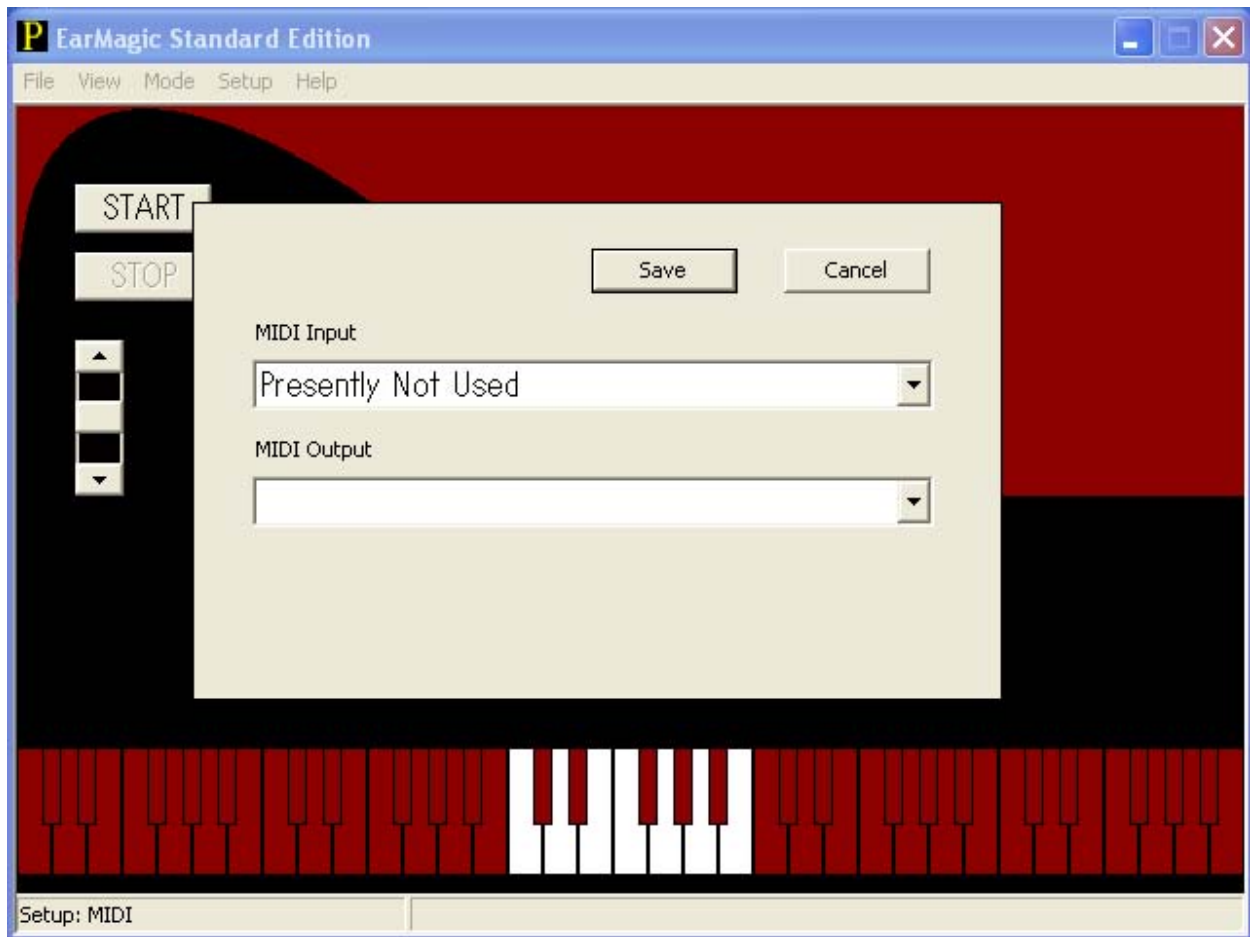 P EarMagic Standard Edition
File View Mode Setup Help
START
STOP
Save Cancel
MIDI Input
Presently Not Used
MIDI Output
Setup: MIDI